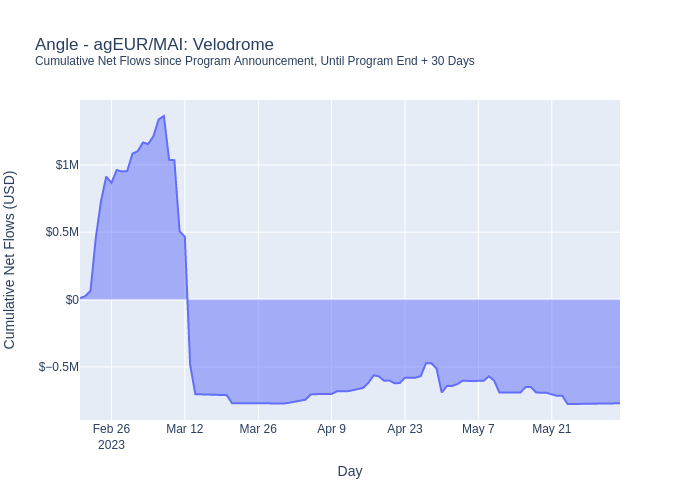 Angle - agEUR/MAI: Velodrome
Cumulative Net Flows since Program Announcement, Until Program End + 30 Days
Cumulative Net Flows (USD)
$1M
$0.5M
$0
$−0.5M
Feb 26
2023
Mar 12
Mar 26
Apr 9
Apr 23
May 7
May 21
Day